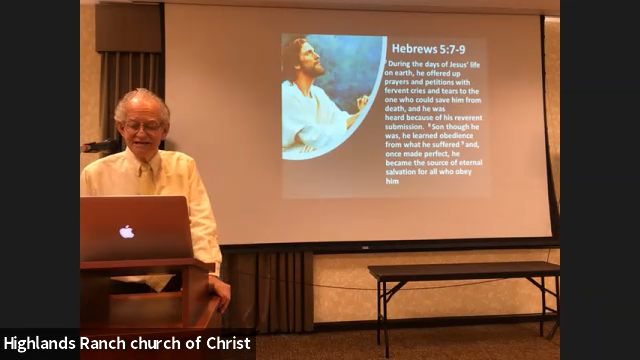 Hebrews 5:7-9
7 During the days of Jesus' life
on earth, he offered up
prayers and petitions with
fervent cries and tears to the
one who could save him from
death, and he was
heard because of his reverent
submission. 8 Son though he
was, he learned obedience
from what he suffered 9 and,
once made perfect, he
became the source of eternal
salvation for all who obey
him
Highlands Ranch church of Christ